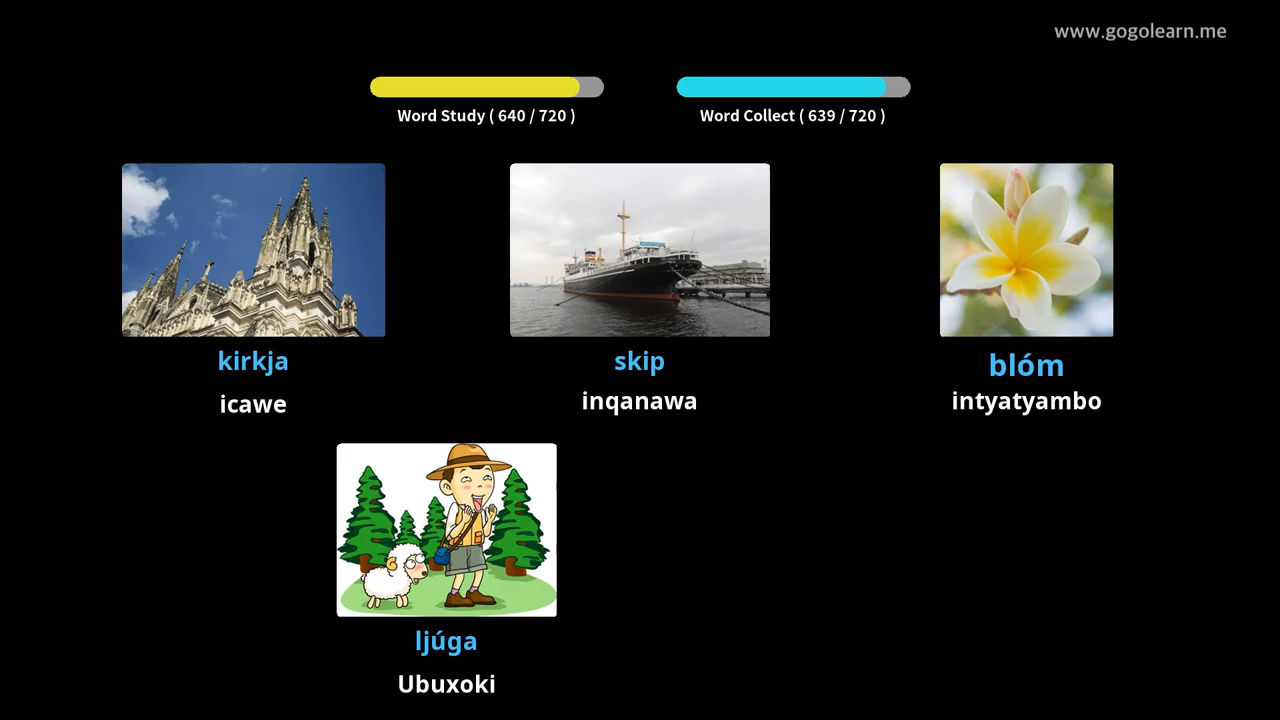 www.gogolearn.me
Word Study ( 640 / 720 )
Word Collect ( 639 / 720 )
kirkja
icawe
skip
inqanawa
blóm
intyatyambo
ljúga
Ubuxoki